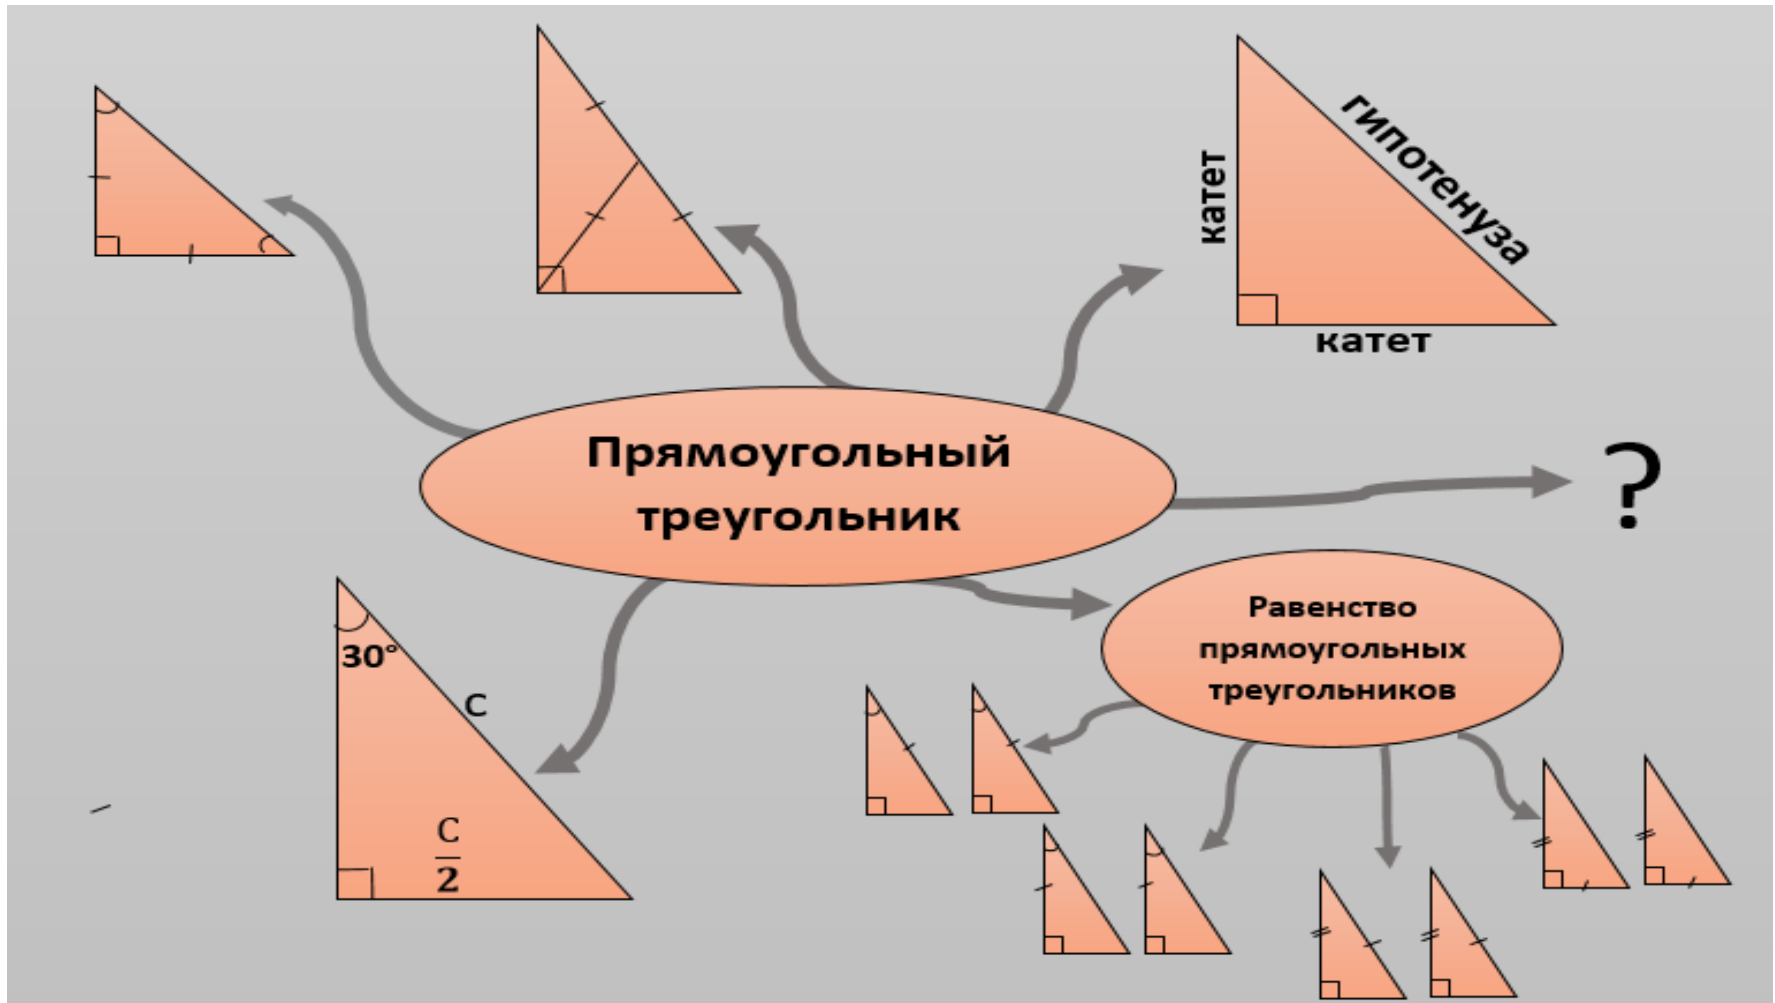 гипотенуза
катет
катет
Прямоугольный
треугольник
?
Равенство
прямоугольных
треугольников
30°
C
C
2